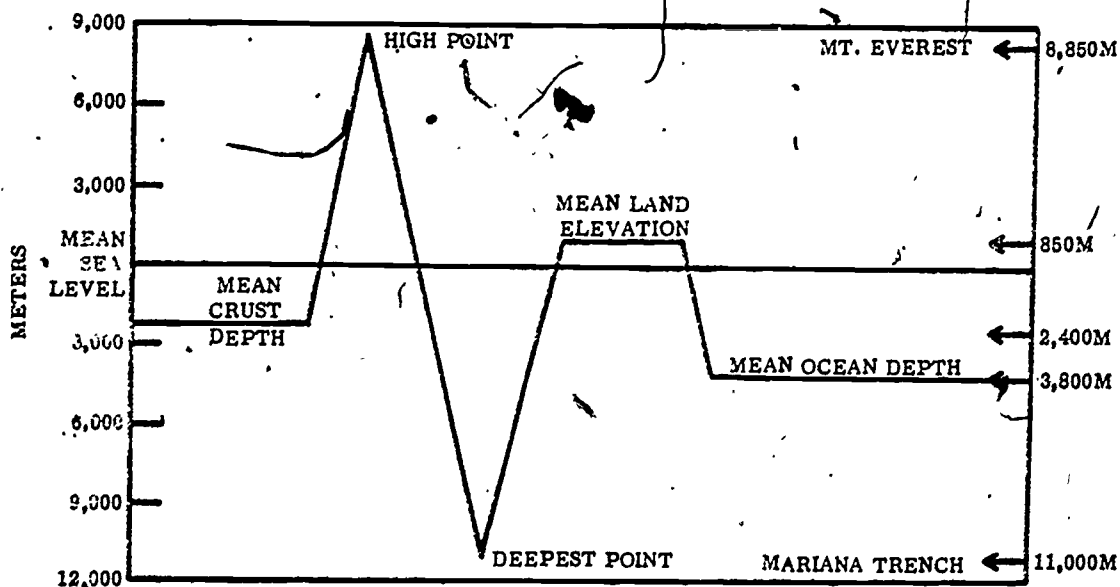 9,000
HIGH POINT
MT. EVEREST
8,850M
6,000
3,000
MEAN LAND
ELEVATION
METERS
MEAN
LEVEL
850M
MEAN
CRUST
DEPTH
3,000
2,400M
MEAN OCEAN DEPTH
3,800M
6,000
9,000
DEEPEST POINT
MARIANA TRENCH
11,000M
12,000